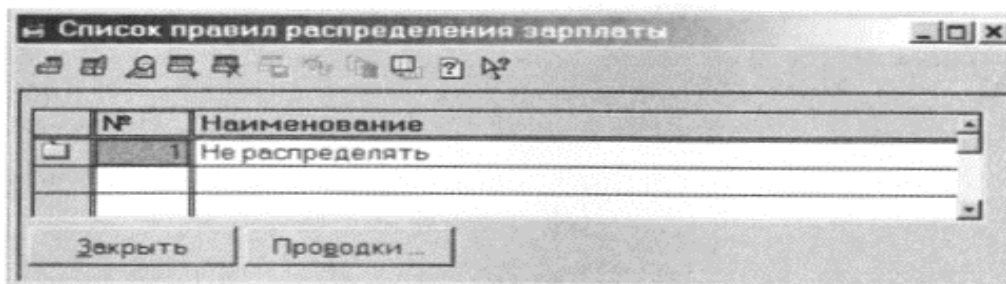 Список правил распределения зарплаты
№ Наименование
1 Не распределять
Закрыть Проводки ...